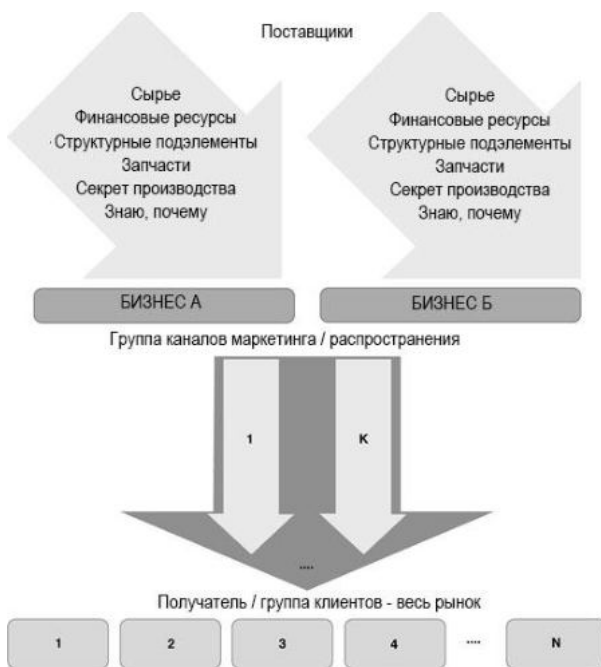 Поставщики
Сырье
Финансовые ресурсы
Структурные подэлементы
Запчасти
Секрет производства
Знаю, почему
Сырье
Финансовые ресурсы
Структурные подэлементы
Запчасти
Секрет производства
Знаю, почему
БИЗНЕС А
БИЗНЕС Б
Группа каналов маркетинга / распространения
1
K
....
Получатель / группа клиентов - весь рынок
1
2
3
4
....
N